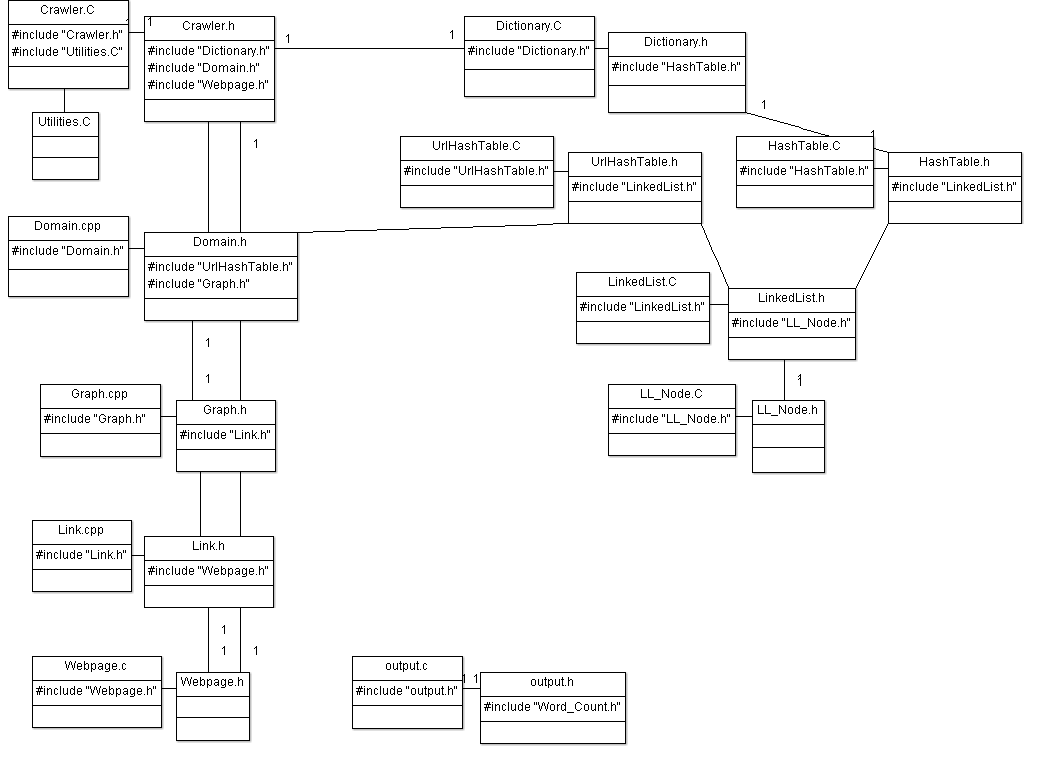 Crawler.C
#include "Crawler.h"
#include "Utilities.C"
1
1
Crawler.h
#include "Dictionary.h"
#include "Domain.h"
#include "Webpage.h"
1
1
Dictionary.C
#include "Dictionary.h"
Dictionary.h
#include "HashTable.h"
1
Utilities.C
1
UrlHashTable.C
#include "UrlHashTable.h"
UrlHashTable.h
#include "LinkedList.h"
HashTable.C
#include "HashTable.h"
1
HashTable.h
#include "LinkedList.h"
Domain.cpp
#include "Domain.h"
Domain.h
#include "UrlHashTable.h"
#include "Graph.h"
LinkedList.C
#include "LinkedList.h"
LinkedList.h
#include "LL_Node.h"
1
1
1
1
Graph.cpp
#include "Graph.h"
Graph.h
#include "Link.h"
LL_Node.C
#include "LL_Node.h"
LL_Node.h
Link.cpp
#include "Link.h"
Link.h
#include "Webpage.h"
1
1
1
Webpage.c
#include "Webpage.h"
Webpage.h
output.c
#include "output.h"
1
1
output.h
#include "Word_Count.h"